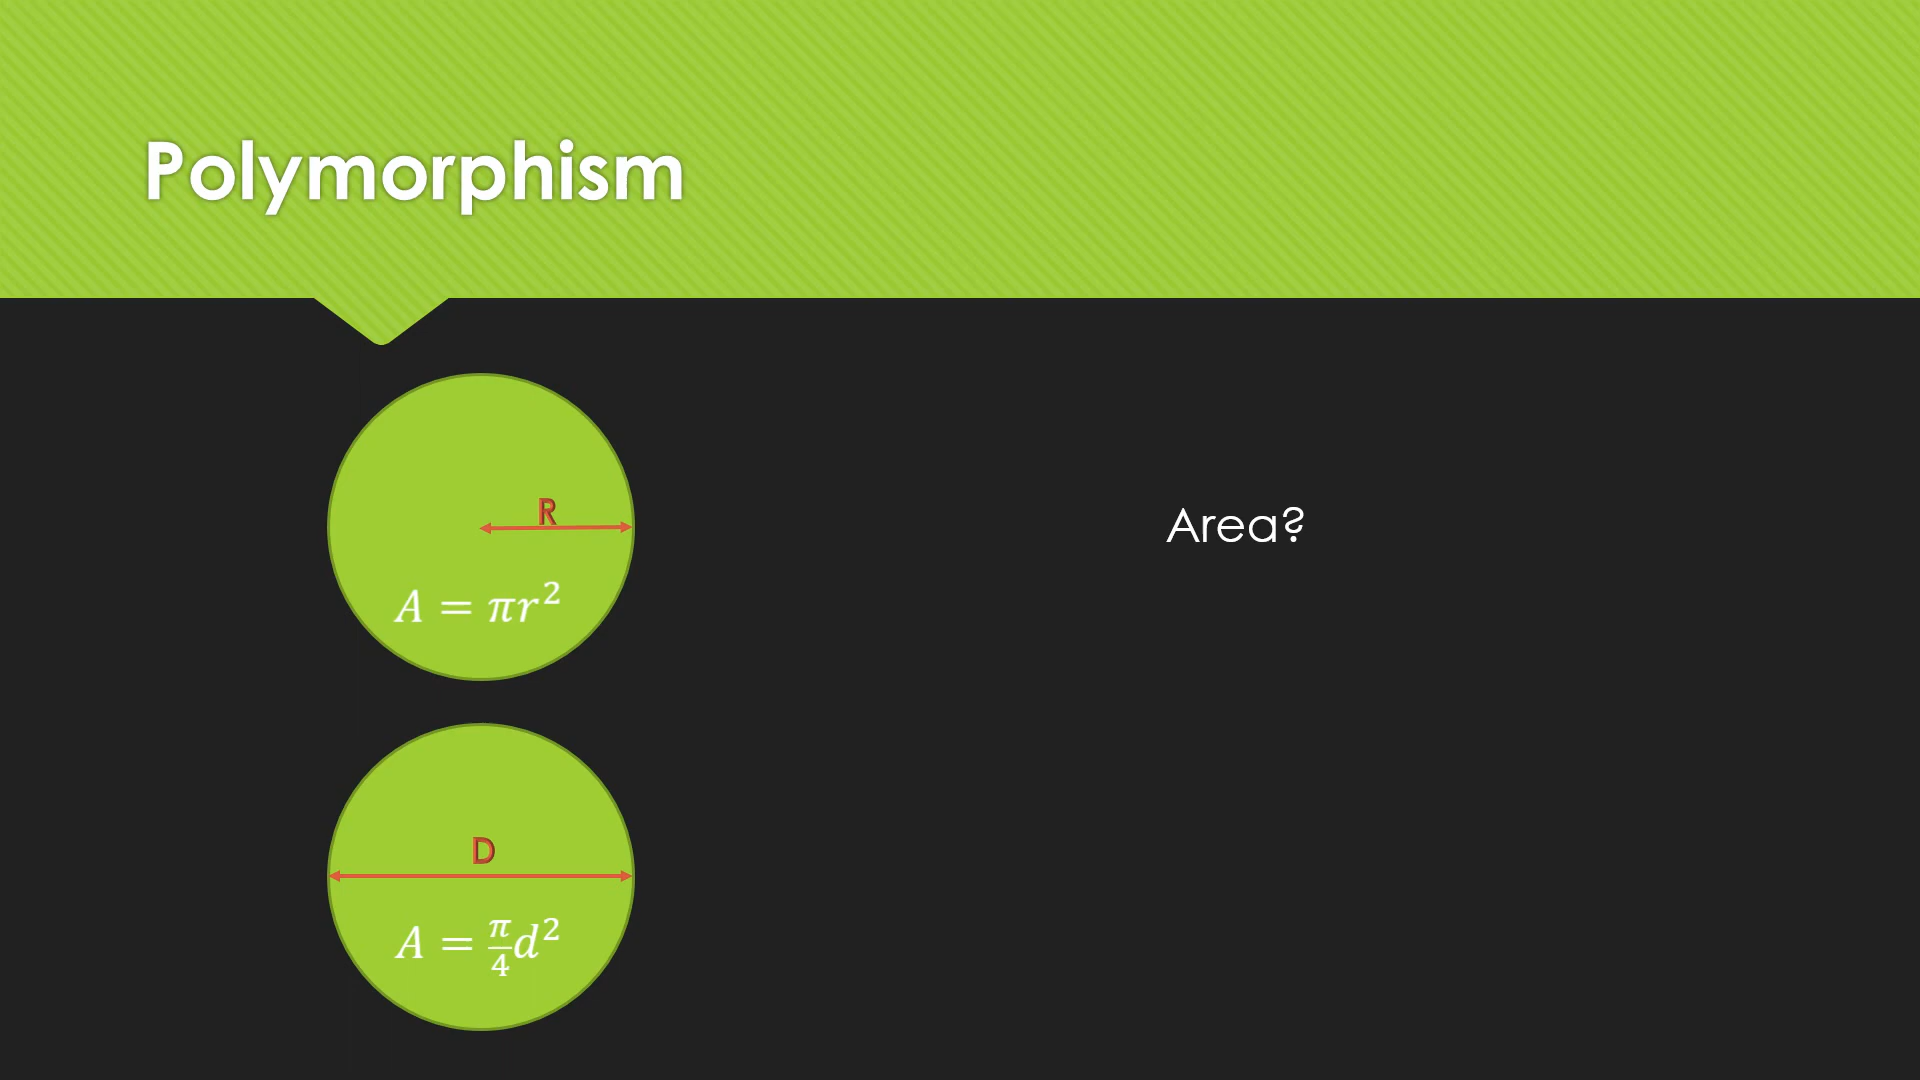 Polymorphism
R
A = πr²
Area?
D
A = π/4 d²